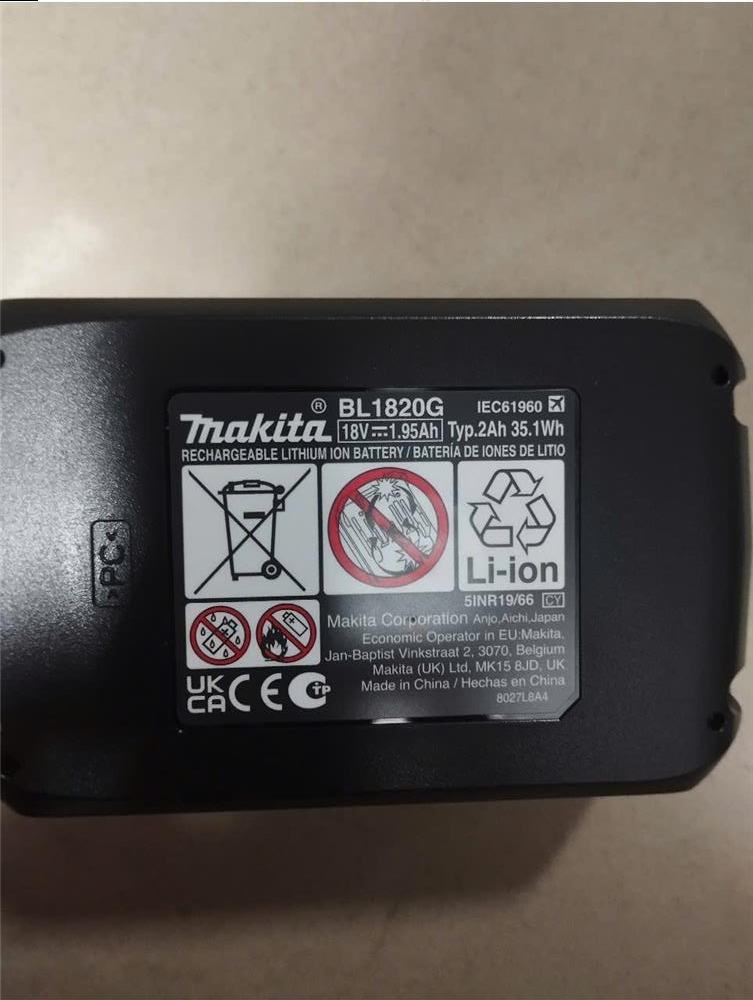 makita® BL1820G IEC61960
18V⎓1.95Ah Typ.2Ah 35.1Wh
RECHARGEABLE LITHIUM ION BATTERY / BATERÍA DE IONES DE LITIO
Li-ion
>PC<
5INR19/66 CY
Makita Corporation Anjo,Aichi,Japan
Economic Operator in EU:Makita,
Jan-Baptist Vinkstraat 2, 3070, Belgium
Makita (UK) Ltd. MK15 8JD, UK
Made in China / Hechas en China
8027L8A4
UK
CA CE CTP